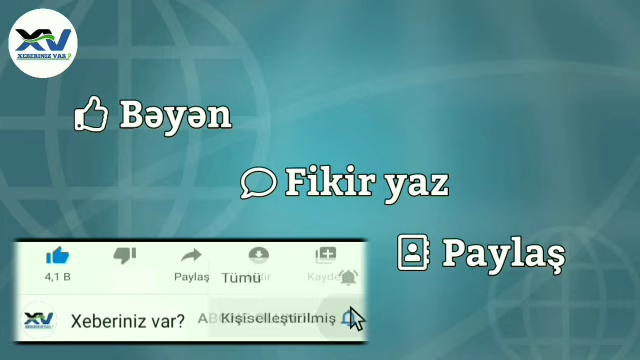 XV
XEBERINIZ VAR ?
Bəyən
Fikir yaz
Paylaş
4,1 B
Paylaş
Tümü
Xeberiniz var?
Kişiselleştirilmiş